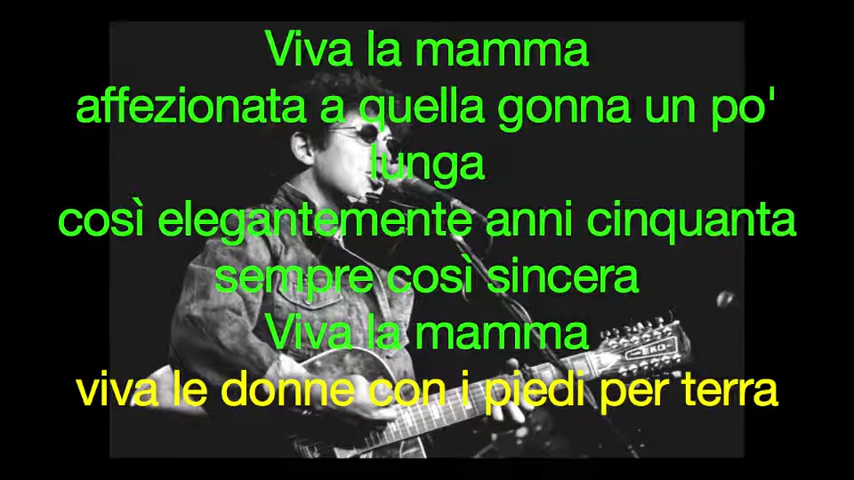 Viva la mamma
affezionata a quella gonna un po'
lunga
così elegantemente anni cinquanta
sempre così sincera
Viva la mamma
viva le donne con i piedi per terra
EKO